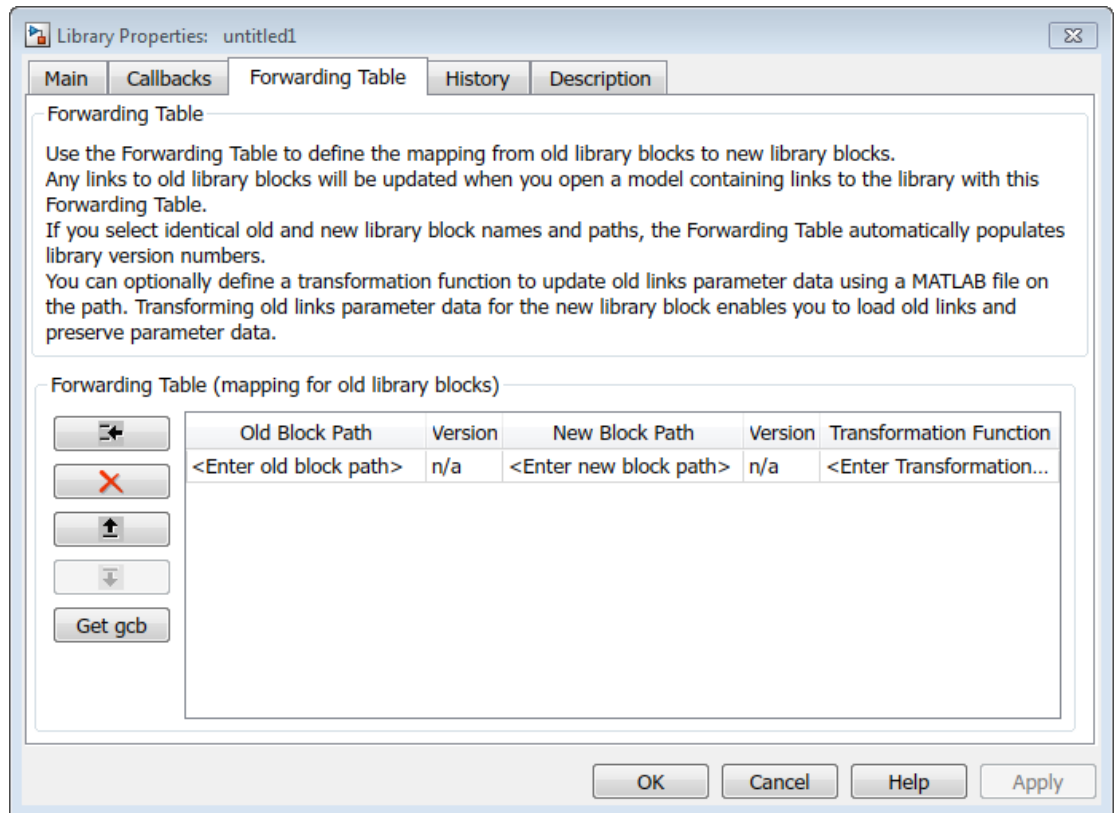 Library Properties: untitled1
Main Callbacks Forwarding Table History Description
Forwarding Table
Use the Forwarding Table to define the mapping from old library blocks to new library blocks.
Any links to old library blocks will be updated when you open a model containing links to the library with this
Forwarding Table.
If you select identical old and new library block names and paths, the Forwarding Table automatically populates
library version numbers.
You can optionally define a transformation function to update old links parameter data using a MATLAB file on
the path. Transforming old links parameter data for the new library block enables you to load old links and
preserve parameter data.
Forwarding Table (mapping for old library blocks)
Old Block Path Version New Block Path Version Transformation Function
<Enter old block path> n/a <Enter new block path> n/a <Enter Transformation...
Get gcb
OK Cancel Help Apply